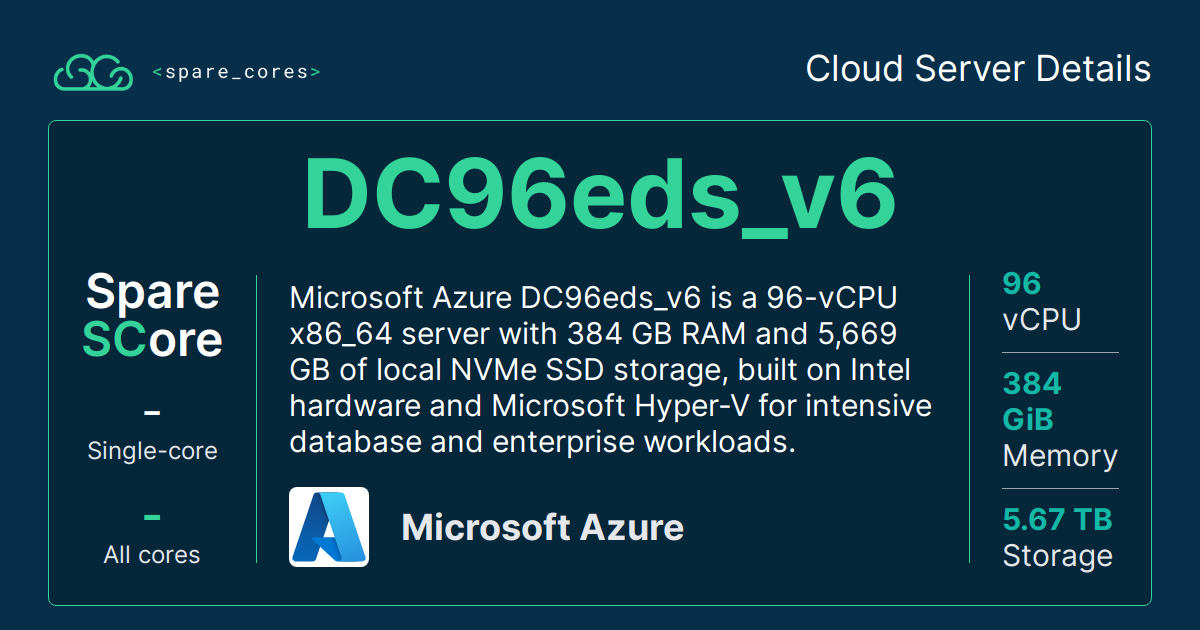 <spare_cores>
Cloud Server Details
DC96eds_v6
Spare
SCore
–
Single-core
–
All cores
Microsoft Azure DC96eds_v6 is a 96-vCPU
x86_64 server with 384 GB RAM and 5,669
GB of local NVMe SSD storage, built on Intel
hardware and Microsoft Hyper-V for intensive
database and enterprise workloads.
Microsoft Azure
96
vCPU
384
GiB
Memory
5.67 TB
Storage